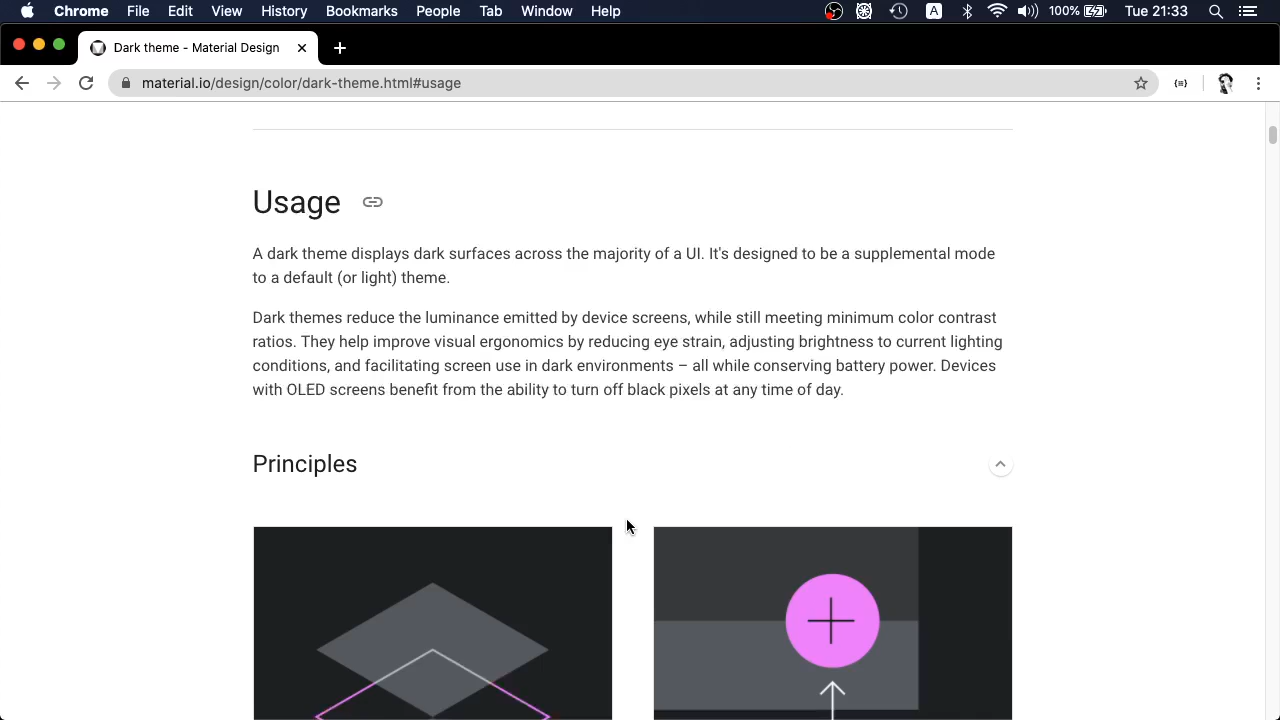 Chrome File Edit View History Bookmarks People Tab Window Help A 100% Tue 21:33
Dark theme - Material Design
material.io/design/color/dark-theme.html#usage
Usage
A dark theme displays dark surfaces across the majority of a UI. It's designed to be a supplemental mode
to a default (or light) theme.
Dark themes reduce the luminance emitted by device screens, while still meeting minimum color contrast
ratios. They help improve visual ergonomics by reducing eye strain, adjusting brightness to current lighting
conditions, and facilitating screen use in dark environments – all while conserving battery power. Devices
with OLED screens benefit from the ability to turn off black pixels at any time of day.
Principles